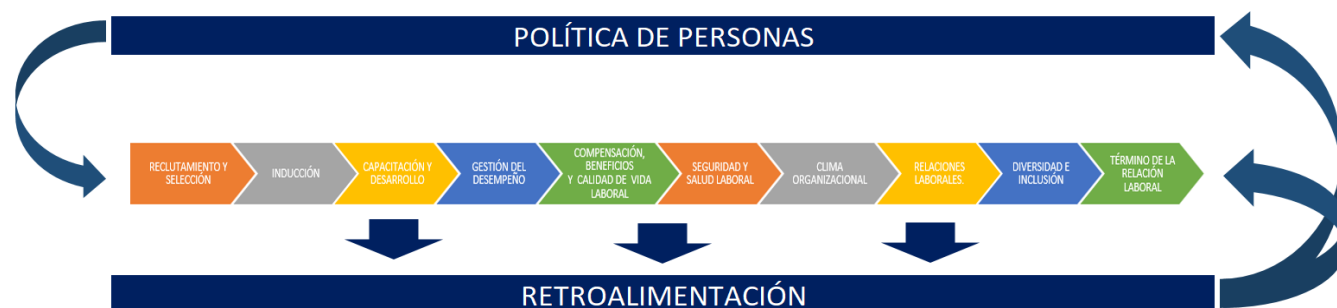 POLÍTICA DE PERSONAS
RECLUTAMIENTO Y
SELECCIÓN
INDUCCIÓN
CAPACITACIÓN Y
DESARROLLO
GESTIÓN DEL
DESEMPEÑO
COMPENSACIÓN,
BENEFICIOS
Y CALIDAD DE VIDA
LABORAL
SEGURIDAD Y
SALUD LABORAL
CLIMA
ORGANIZACIONAL
RELACIONES
LABORALES.
DIVERSIDAD E
INCLUSIÓN
TÉRMINO DE LA
RELACIÓN
LABORAL
RETROALIMENTACIÓN